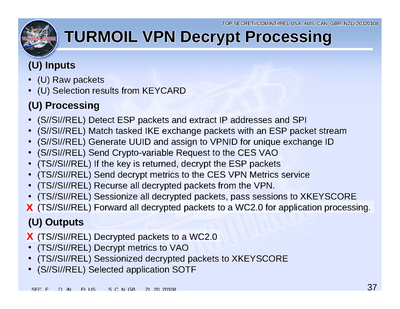 TOP SECRET//COMINT//REL USA, AUS, CAN, GBR, NZL//20320108
TURMOIL VPN Decrypt Processing
(U) Inputs
• (U) Raw packets
• (U) Selection results from KEYCARD
(U) Processing
• (S//SI//REL) Detect ESP packets and extract IP addresses and SPI
• (S//SI//REL) Match tasked IKE exchange packets with an ESP packet stream
• (S//SI//REL) Generate UUID and assign to VPNID for unique exchange ID
• (S//SI//REL) Send Crypto-variable Request to the CES VAO
• (TS//SI//REL) If the key is returned, decrypt the ESP packets
• (TS//SI//REL) Send decrypt metrics to the CES VPN Metrics service
• (TS//SI//REL) Recurse all decrypted packets from the VPN.
• (TS//SI//REL) Sessionize all decrypted packets, pass sessions to XKEYSCORE
X (TS//SI//REL) Forward all decrypted packets to a WC2.0 for application processing.
(U) Outputs
X (TS//SI//REL) Decrypted packets to a WC2.0
• (TS//SI//REL) Decrypt metrics to VAO
• (TS//SI//REL) Sessionized decrypted packets to XKEYSCORE
• (S//SI//REL) Selected application SOTF
37